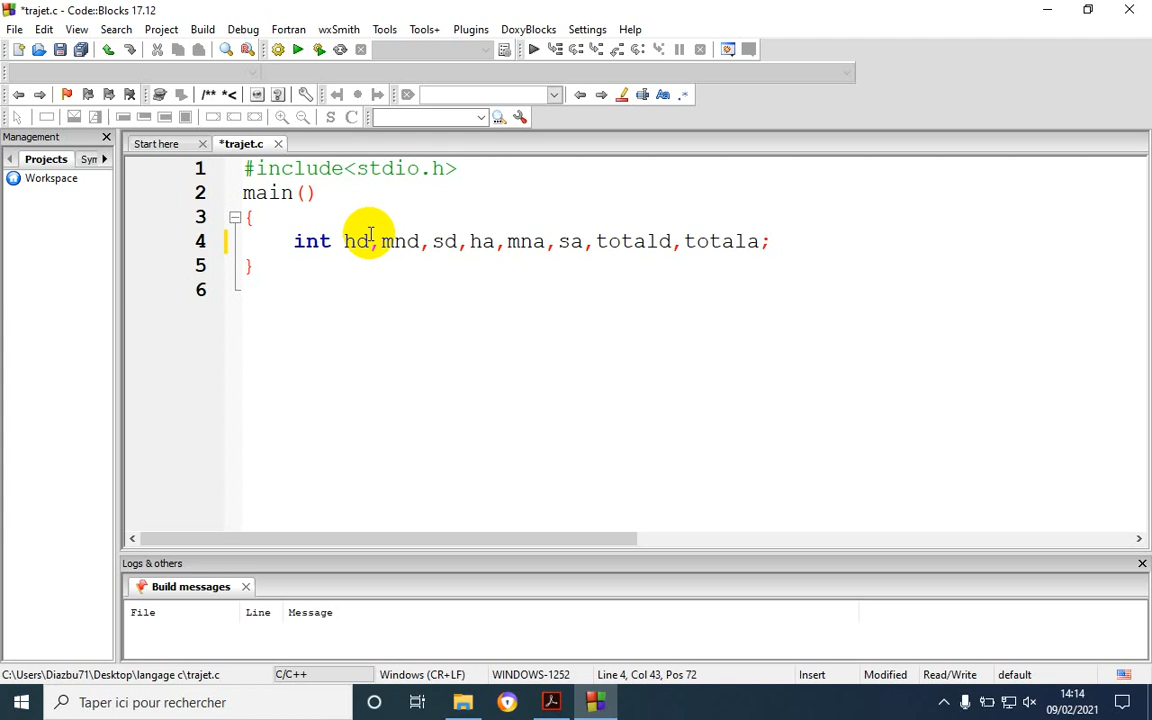 *trajet.c - Code::Blocks 17.12
File Edit View Search Project Build Debug Fortran wxSmith Tools Tools+ Plugins DoxyBlocks Settings Help
/** *<
Management
Projects
Start here
*trajet.c
Workspace
1 #include<stdio.h>
2 main()
3 {
4 int hd,mnd,sd,ha,mna,sa,totald,totala;
5 }
6
Logs & others
Build messages
File Line Message
C:\Users\Diazbu71\Desktop\langage c\trajet.c C/C++ Windows (CR+LF) WINDOWS-1252 Line 4, Col 43, Pos 72 Insert Modified Read/Write default
Taper ici pour rechercher
14:14
09/02/2021